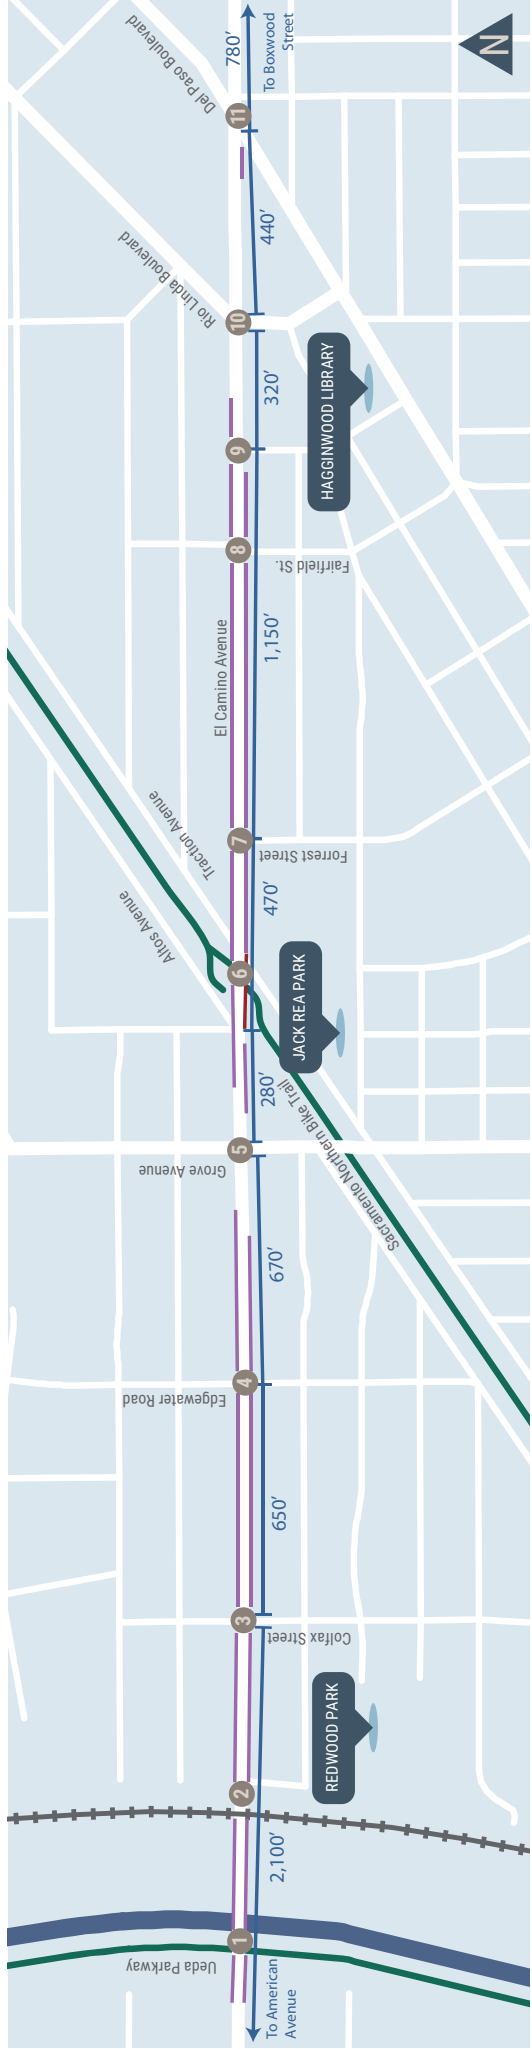 780’
To Boxwood
Street
N
Del Paso Boulevard
11
440’
Rio Linda Boulevard
10
320’
HAGGINWOOD LIBRARY
9
8
Fairfield St.
El Camino Avenue
1,150’
Traction Avenue
7
Forrest Street
Altos Avenue
470’
6
JACK REA PARK
280’
Sacramento Northern Bike Trail
5
Grove Avenue
670’
4
Edgewater Road
650’
3
Colfax Street
REDWOOD PARK
2
2,100’
1
Ueda Parkway
To American
Avenue